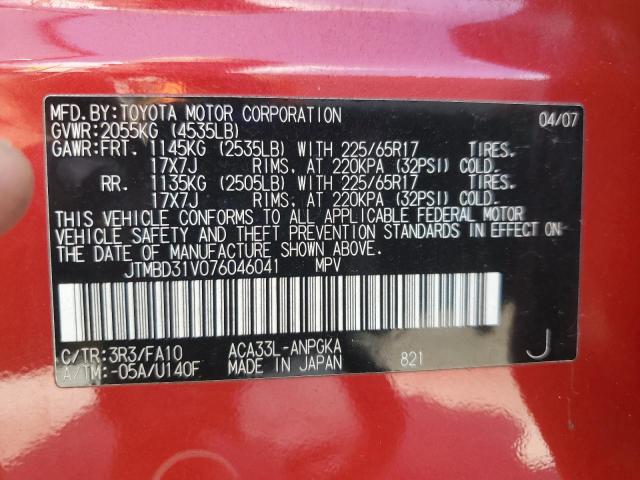 MFD.BY:TOYOTA MOTOR CORPORATION 04/07
GVWR:2055KG (4535LB)
GAWR:FRT. 1145KG (2535LB) WITH 225/65R17 TIRES.
17X7J RIMS. AT 220KPA (32PSI) COLD.
RR. 1135KG (2505LB) WITH 225/65R17 TIRES.
17X7J RIMS. AT 220KPA (32PSI) COLD.
THIS VEHICLE CONFORMS TO ALL APPLICABLE FEDERAL MOTOR
VEHICLE SAFETY AND THEFT PREVENTION STANDARDS IN EFFECT ON
THE DATE OF MANUFACTURE SHOWN ABOVE.
JTMBD31V076046041 MPV
C/TR:3R3/FA10 ACA33L-ANPGKA
A/TM:-05A/U140F MADE IN JAPAN 821 J